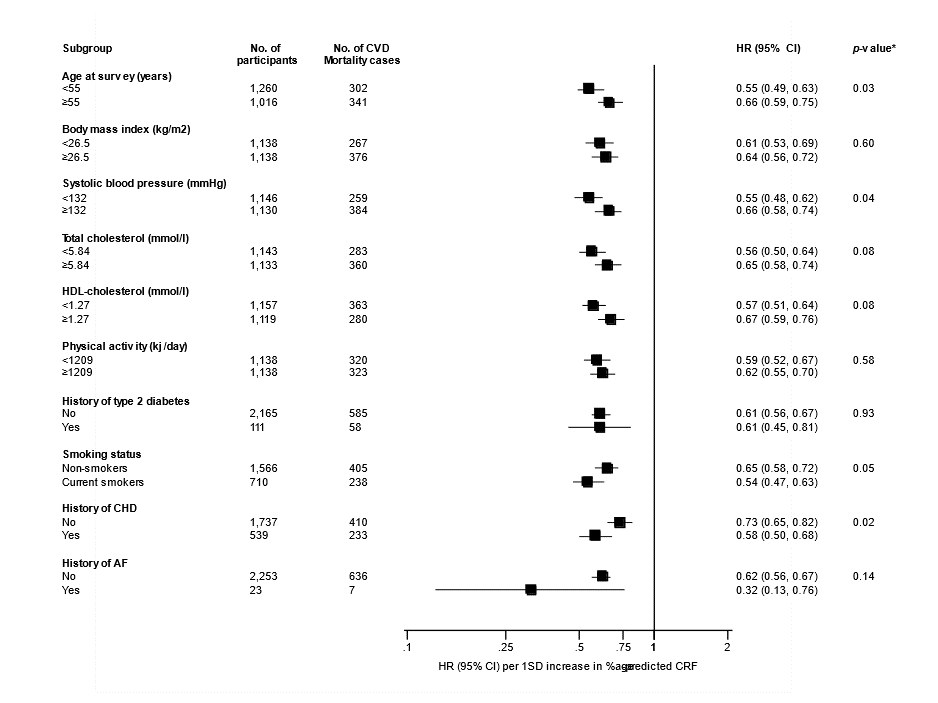 Subgroup No. of No. of CVD HR (95% CI) p-value*
participants Mortality cases
Age at survey (years)
<55 1,260 302 0.55 (0.49, 0.63) 0.03
≥55 1,016 341 0.66 (0.59, 0.75)
Body mass index (kg/m2)
<26.5 1,138 267 0.61 (0.53, 0.69) 0.60
≥26.5 1,138 376 0.64 (0.56, 0.72)
Systolic blood pressure (mmHg)
<132 1,146 259 0.55 (0.48, 0.62) 0.04
≥132 1,130 384 0.66 (0.58, 0.74)
Total cholesterol (mmol/l)
<5.84 1,143 283 0.56 (0.50, 0.64) 0.08
≥5.84 1,133 360 0.65 (0.58, 0.74)
HDL-cholesterol (mmol/l)
<1.27 1,157 363 0.57 (0.51, 0.64) 0.08
≥1.27 1,119 280 0.67 (0.59, 0.76)
Physical activity (kj/day)
<1209 1,138 320 0.59 (0.52, 0.67) 0.58
≥1209 1,138 323 0.62 (0.55, 0.70)
History of type 2 diabetes
No 2,165 585 0.61 (0.56, 0.67) 0.93
Yes 111 58 0.61 (0.45, 0.81)
Smoking status
Non-smokers 1,566 405 0.65 (0.58, 0.72) 0.05
Current smokers 710 238 0.54 (0.47, 0.63)
History of CHD
No 1,737 410 0.73 (0.65, 0.82) 0.02
Yes 539 233 0.58 (0.50, 0.68)
History of AF
No 2,253 636 0.62 (0.56, 0.67) 0.14
Yes 23 7 0.32 (0.13, 0.76)
.1 .25 .5 .75 1 2
HR (95% CI) per 1SD increase in %age predicted CRF